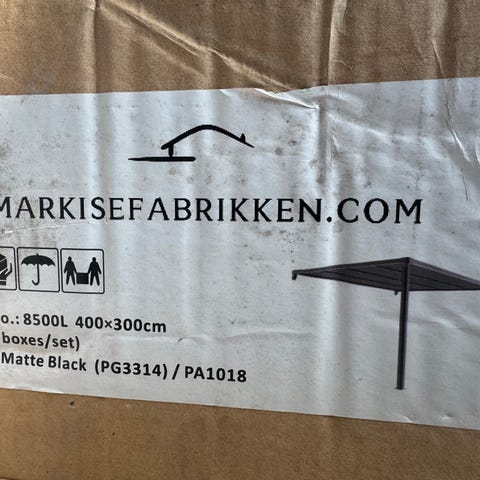 MARKISEFABRIKKEN.COM
o.: 8500L 400×300cm
boxes/set)
Matte Black (PG3314) / PA1018